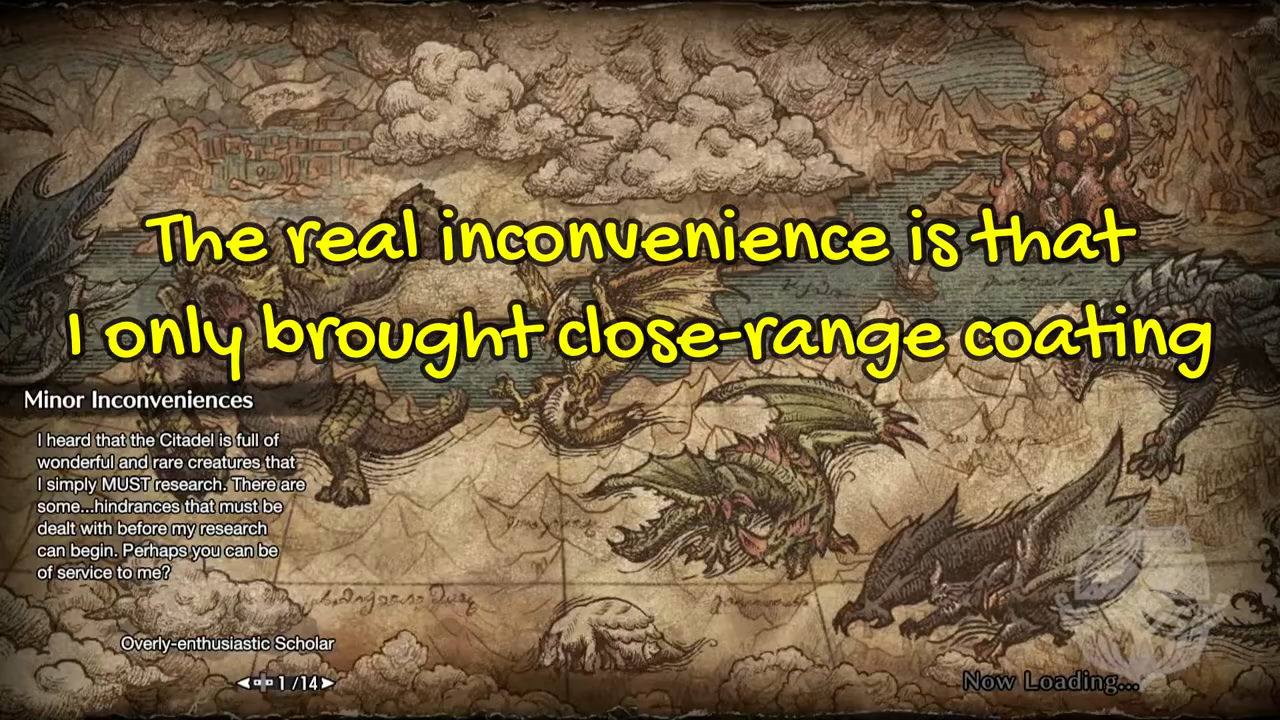 The real inconvenience is that
I only brought close-range coating
Minor Inconveniences
I heard that the Citadel is full of
wonderful and rare creatures that
I simply MUST research. There are
some...hindrances that must be
dealt with before my research
can begin. Perhaps you can be
of service to me?
Overly-enthusiastic Scholar
1/14
Now Loading...